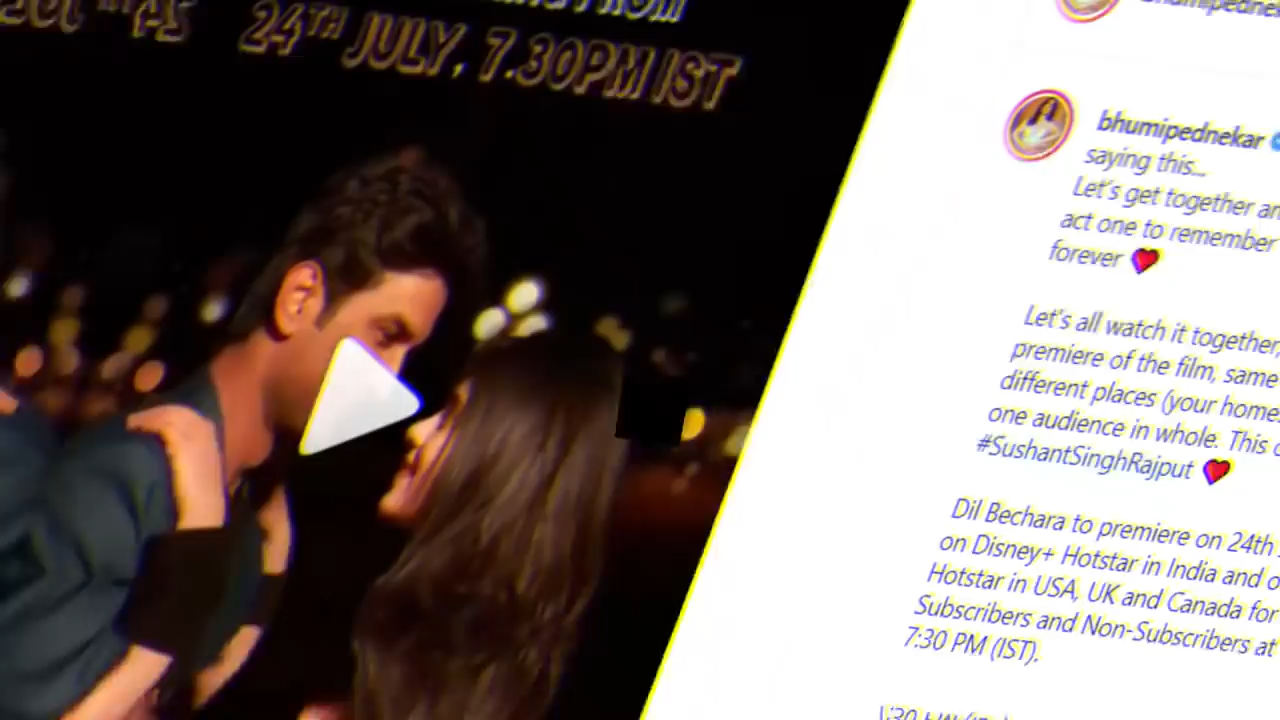 FROM
24TH JULY, 7.30PM IST
bhumipednekar
saying this...
Let's get together
act one to remember
forever
Let's all watch it together,
premiere of the film, same
different places (your home
one audience in whole. This
#SushantSinghRajput
Dil Bechara to premiere on 24th
on Disney+ Hotstar in India and
Hotstar in USA, UK and Canada for
Subscribers and Non-Subscribers at
7:30 PM (IST).